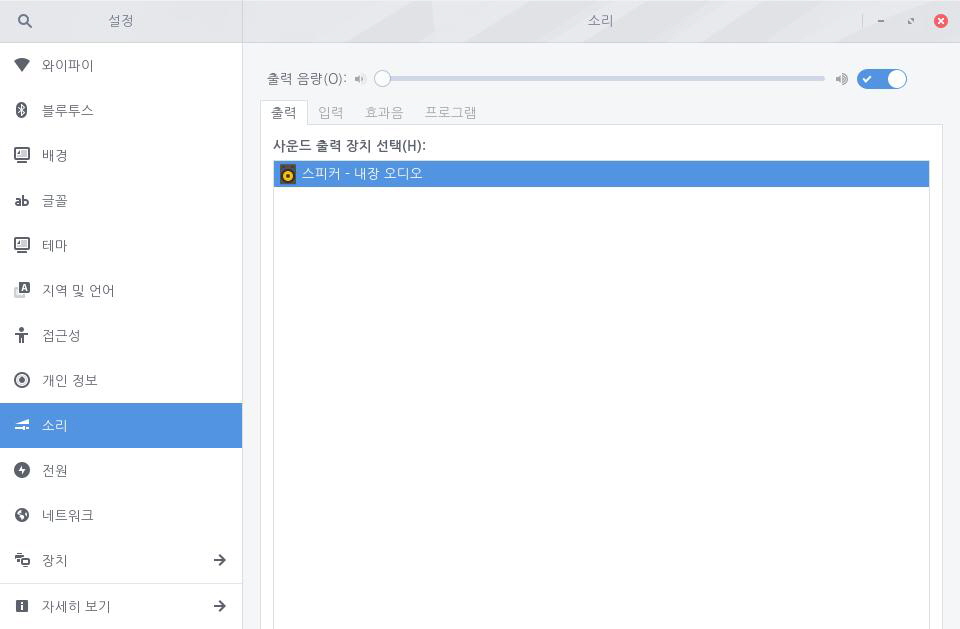 설정
소리
와이파이
블루투스
배경
ab 글꼴
테마
A 지역 및 언어
접근성
개인 정보
소리
전원
네트워크
장치
자세히 보기
출력 음량(O):
출력 입력 효과음 프로그램
사운드 출력 장치 선택(H):
스피커 - 내장 오디오